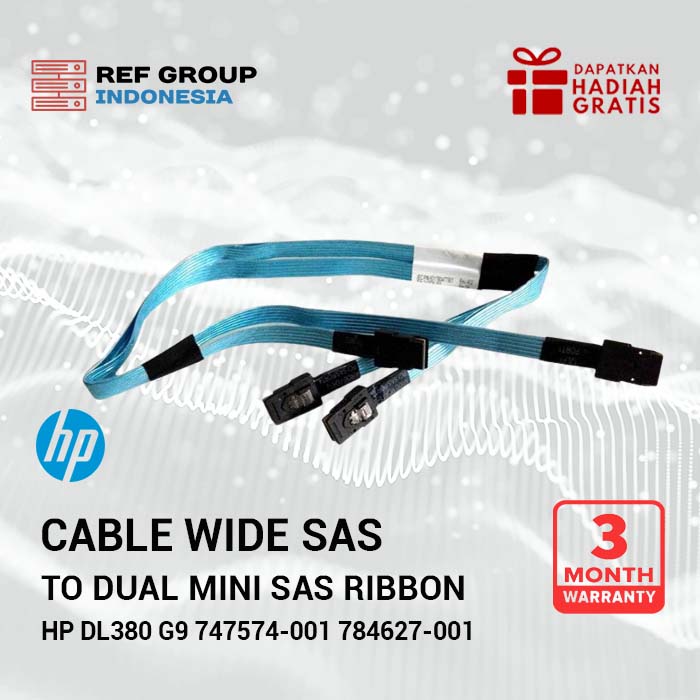 REF GROUP
INDONESIA
DAPATKAN
HADIAH
GRATIS
hp
CABLE WIDE SAS
TO DUAL MINI SAS RIBBON
HP DL380 G9 747574-001 784627-001
3
MONTH
WARRANTY